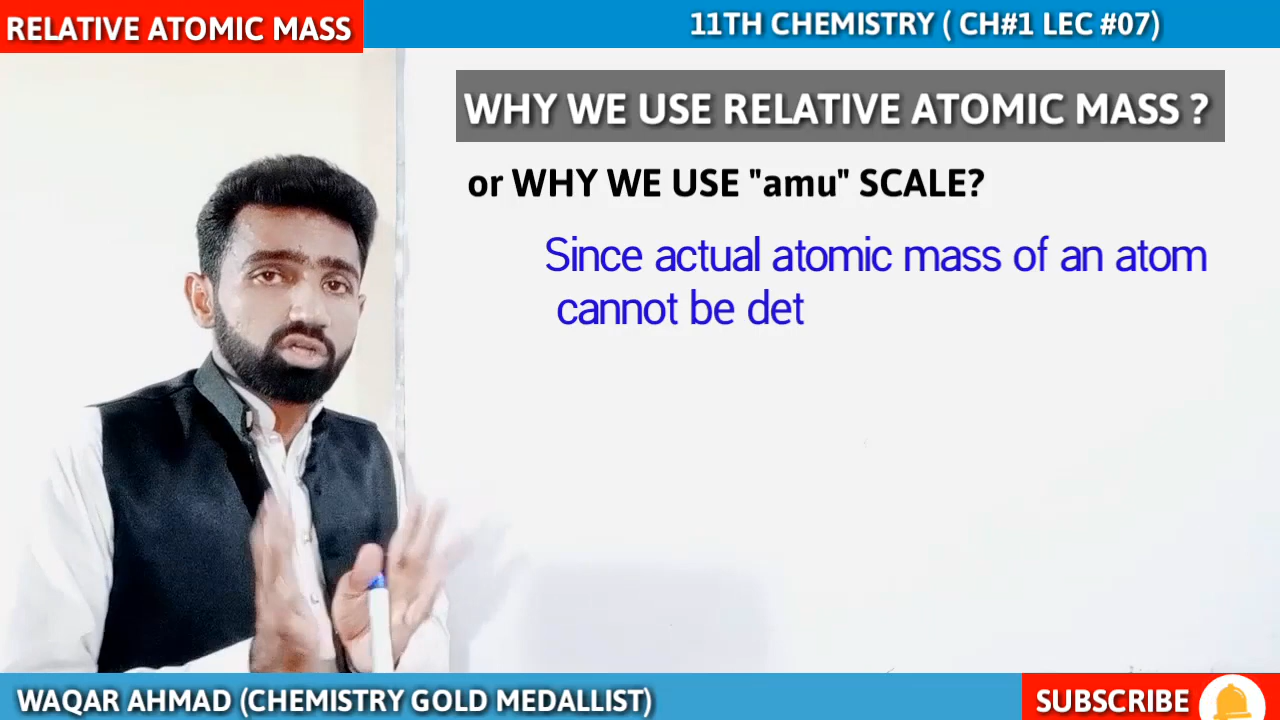 RELATIVE ATOMIC MASS
11TH CHEMISTRY ( CH#1 LEC #07)
WHY WE USE RELATIVE ATOMIC MASS ?
or WHY WE USE "amu" SCALE?
Since actual atomic mass of an atom
cannot be det
WAQAR AHMAD (CHEMISTRY GOLD MEDALLIST)
SUBSCRIBE